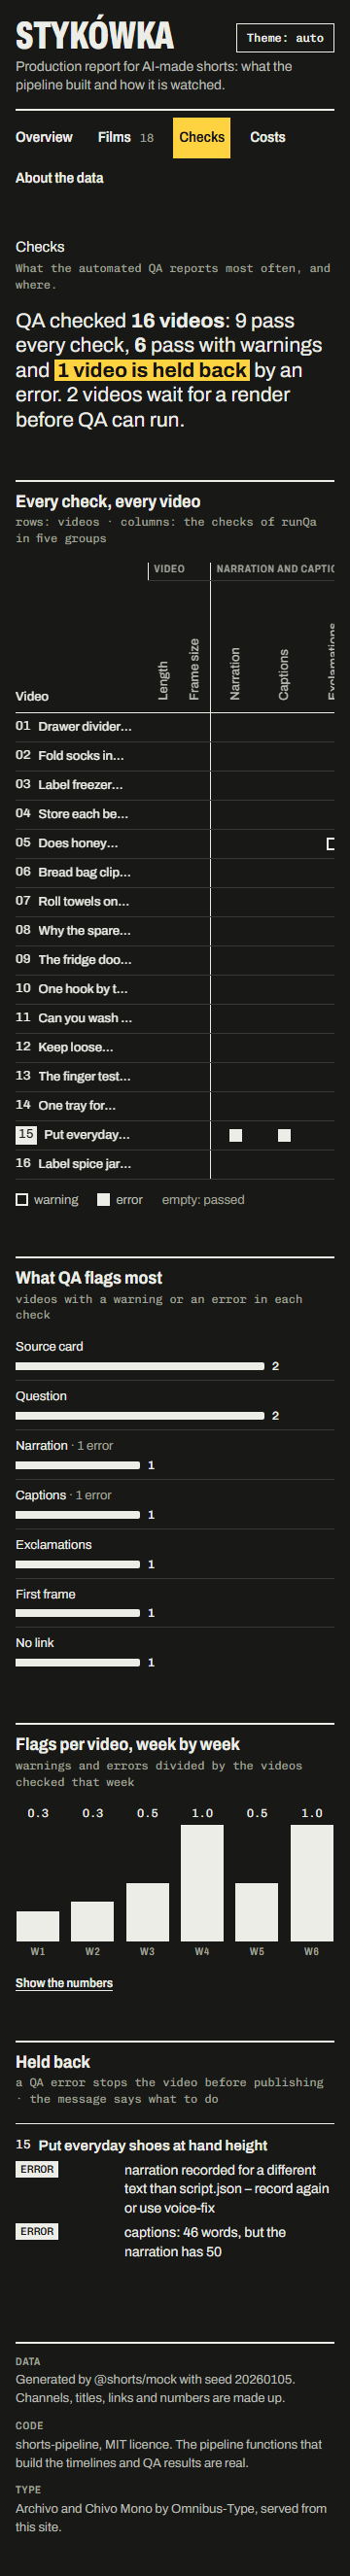 STYKÓWKA
Theme: auto
Production report for AI-made shorts: what the
pipeline built and how it is watched.
Overview Films 18 Checks Costs
About the data
Checks
What the automated QA reports most often, and
where.
QA checked 16 videos: 9 pass
every check, 6 pass with warnings
and 1 video is held back by an
error. 2 videos wait for a render
before QA can run.
Every check, every video
rows: videos · columns: the checks of runQa
in five groups
VIDEO NARRATION AND CAPTIO
Video Length Frame size Narration Captions Exclamations
01 Drawer divider...
02 Fold socks in...
03 Label freezer...
04 Store each be...
05 Does honey...
06 Bread bag clip...
07 Roll towels on...
08 Why the spare...
09 The fridge doo...
10 One hook by t...
11 Can you wash ...
12 Keep loose...
13 The finger test...
14 One tray for...
15 Put everyday...
16 Label spice jar...
warning error empty: passed
What QA flags most
videos with a warning or an error in each
check
Source card
2
Question
2
Narration · 1 error
1
Captions · 1 error
1
Exclamations
1
First frame
1
No link
1
Flags per video, week by week
warnings and errors divided by the videos
checked that week
0.3 0.3 0.5 1.0 0.5 1.0
W1 W2 W3 W4 W5 W6
Show the numbers
Held back
a QA error stops the video before publishing
· the message says what to do
15 Put everyday shoes at hand height
ERROR narration recorded for a different
text than script.json – record again
or use voice-fix
ERROR captions: 46 words, but the
narration has 50
DATA
Generated by @shorts/mock with seed 20260105.
Channels, titles, links and numbers are made up.
CODE
shorts-pipeline, MIT licence. The pipeline functions that
build the timelines and QA results are real.
TYPE
Archivo and Chivo Mono by Omnibus-Type, served from
this site.